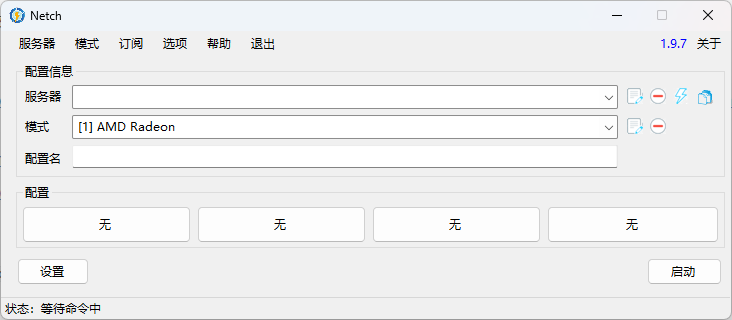 Netch
服务器 模式 订阅 选项 帮助 退出 1.9.7 关于
配置信息
服务器
模式 [1] AMD Radeon
配置名
配置
无 无 无 无
设置 启动
状态：等待命令中